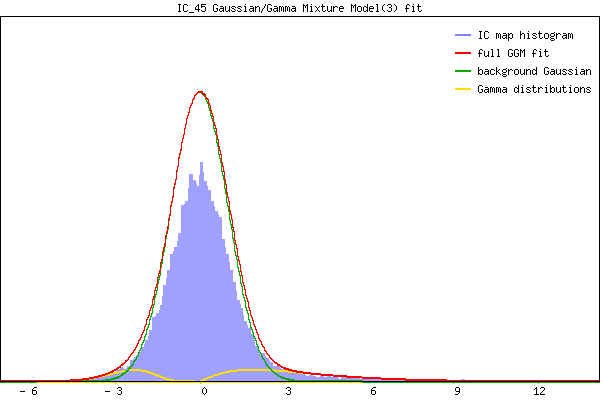 IC_45 Gaussian/Gamma Mixture Model(3) fit
IC map histogram
full GGM fit
background Gaussian
Gamma distributions
-6 -3 0 3 6 9 12